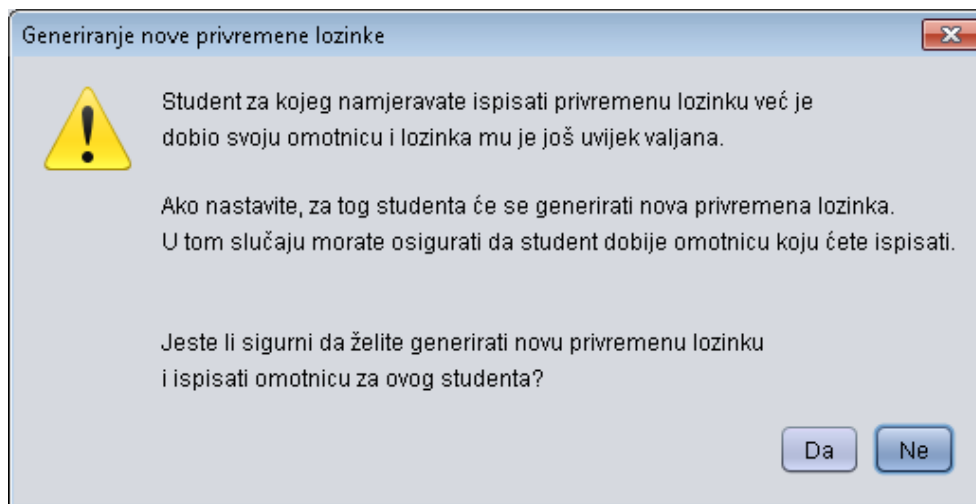 Generiranje nove privremene lozinke
Student za kojeg namjeravate ispisati privremenu lozinku već je
dobio svoju omotnicu i lozinka mu je još uvijek valjana.
Ako nastavite, za tog studenta će se generirati nova privremena lozinka.
U tom slučaju morate osigurati da student dobije omotnicu koju ćete ispisati.
Jeste li sigurni da želite generirati novu privremenu lozinku
i ispisati omotnicu za ovog studenta?
Da
Ne